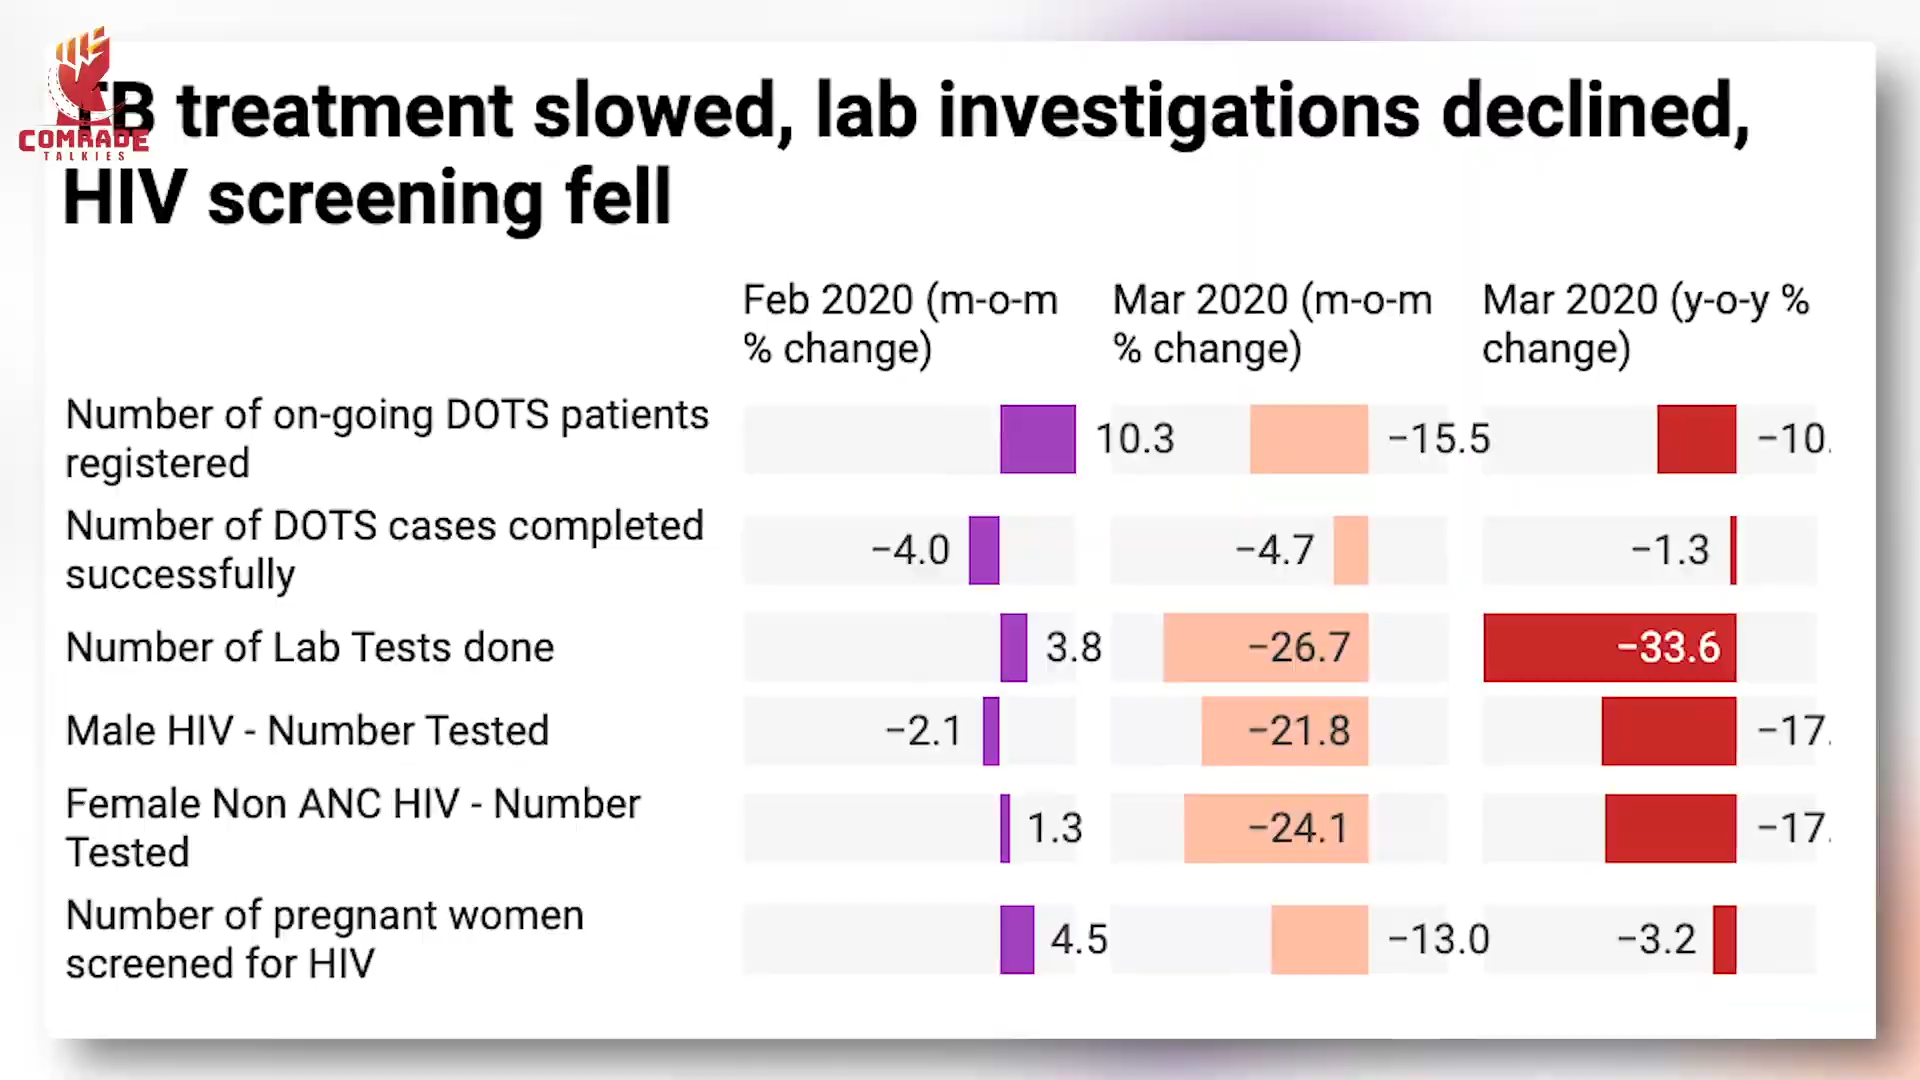 COMRADE
TALKIES
TB treatment slowed, lab investigations declined,
HIV screening fell
Feb 2020 (m-o-m
% change)
Mar 2020 (m-o-m
% change)
Mar 2020 (y-o-y %
change)
Number of on-going DOTS patients
registered
10.3
−15.5
−10.
Number of DOTS cases completed
successfully
−4.0
−4.7
−1.3
Number of Lab Tests done
3.8
−26.7
−33.6
Male HIV - Number Tested
−2.1
−21.8
−17.
Female Non ANC HIV - Number
Tested
1.3
−24.1
−17.
Number of pregnant women
screened for HIV
4.5
−13.0
−3.2